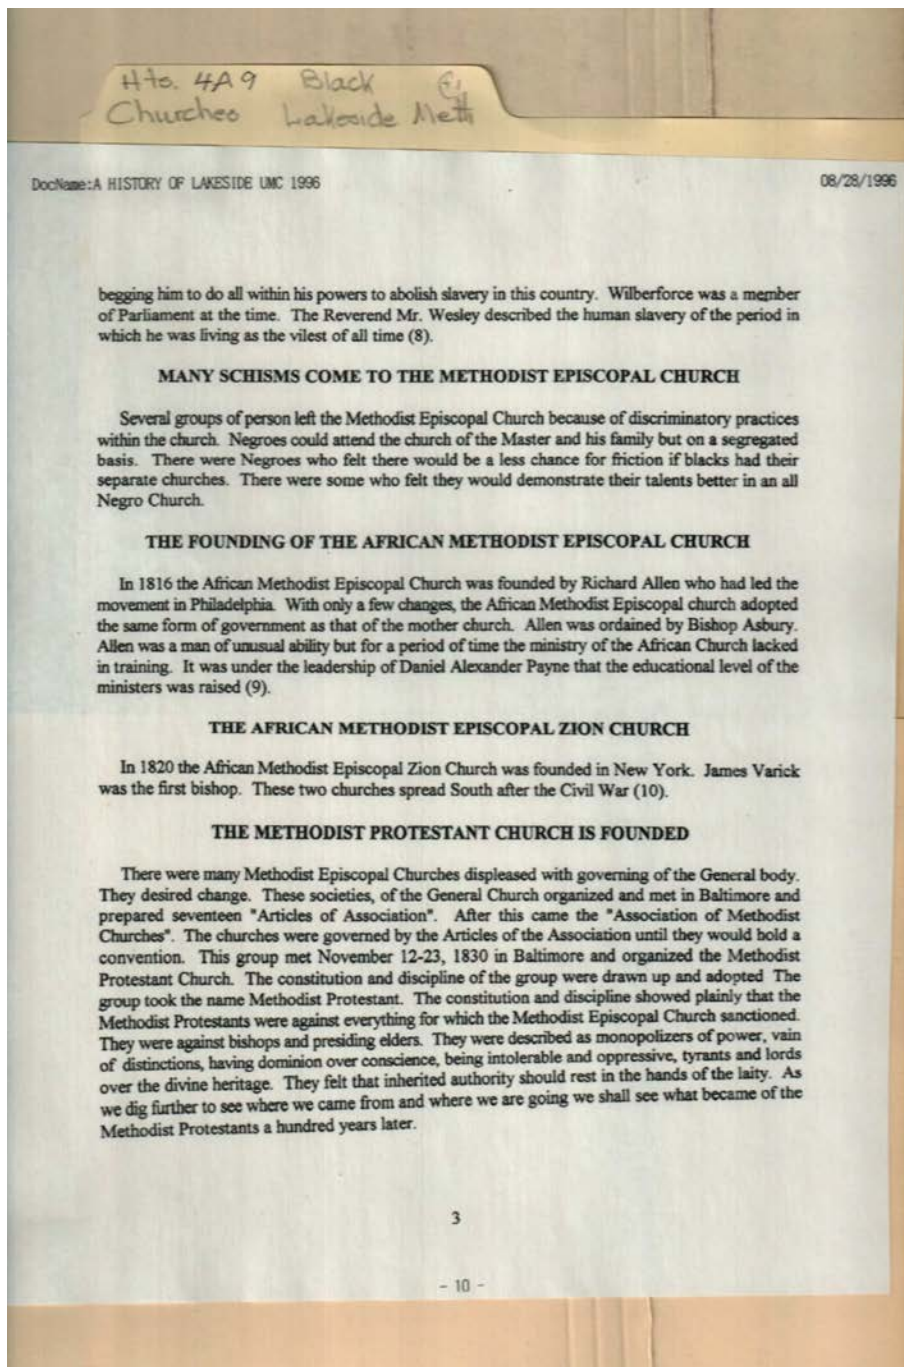 Hts. 4A9 Black
Churches Lakeside Meth
DocName:A HISTORY OF LAKESIDE UMC 1996 08/28/1996
begging him to do all within his powers to abolish slavery in this country. Wilberforce was a member
of Parliament at the time. The Reverend Mr. Wesley described the human slavery of the period in
which he was living as the vilest of all time (8).
MANY SCHISMS COME TO THE METHODIST EPISCOPAL CHURCH
Several groups of person left the Methodist Episcopal Church because of discriminatory practices
within the church. Negroes could attend the church of the Master and his family but on a segregated
basis. There were Negroes who felt there would be a less chance for friction if blacks had their
separate churches. There were some who felt they would demonstrate their talents better in an all
Negro Church.
THE FOUNDING OF THE AFRICAN METHODIST EPISCOPAL CHURCH
In 1816 the African Methodist Episcopal Church was founded by Richard Allen who had led the
movement in Philadelphia. With only a few changes, the African Methodist Episcopal church adopted
the same form of government as that of the mother church. Allen was ordained by Bishop Asbury.
Allen was a man of unusual ability but for a period of time the ministry of the African Church lacked
in training. It was under the leadership of Daniel Alexander Payne that the educational level of the
ministers was raised (9).
THE AFRICAN METHODIST EPISCOPAL ZION CHURCH
In 1820 the African Methodist Episcopal Zion Church was founded in New York. James Varick
was the first bishop. These two churches spread South after the Civil War (10).
THE METHODIST PROTESTANT CHURCH IS FOUNDED
There were many Methodist Episcopal Churches displeased with governing of the General body.
They desired change. These societies, of the General Church organized and met in Baltimore and
prepared seventeen "Articles of Association". After this came the "Association of Methodist
Churches". The churches were governed by the Articles of the Association until they would hold a
convention. This group met November 12-23, 1830 in Baltimore and organized the Methodist
Protestant Church. The constitution and discipline of the group were drawn up and adopted The
group took the name Methodist Protestant. The constitution and discipline showed plainly that the
Methodist Protestants were against everything for which the Methodist Episcopal Church sanctioned.
They were against bishops and presiding elders. They were described as monopolizers of power, vain
of distinctions, having dominion over conscience, being intolerable and oppressive, tyrants and lords
over the divine heritage. They felt that inherited authority should rest in the hands of the laity. As
we dig further to see where we came from and where we are going we shall see what became of the
Methodist Protestants a hundred years later.
3
- 10 -